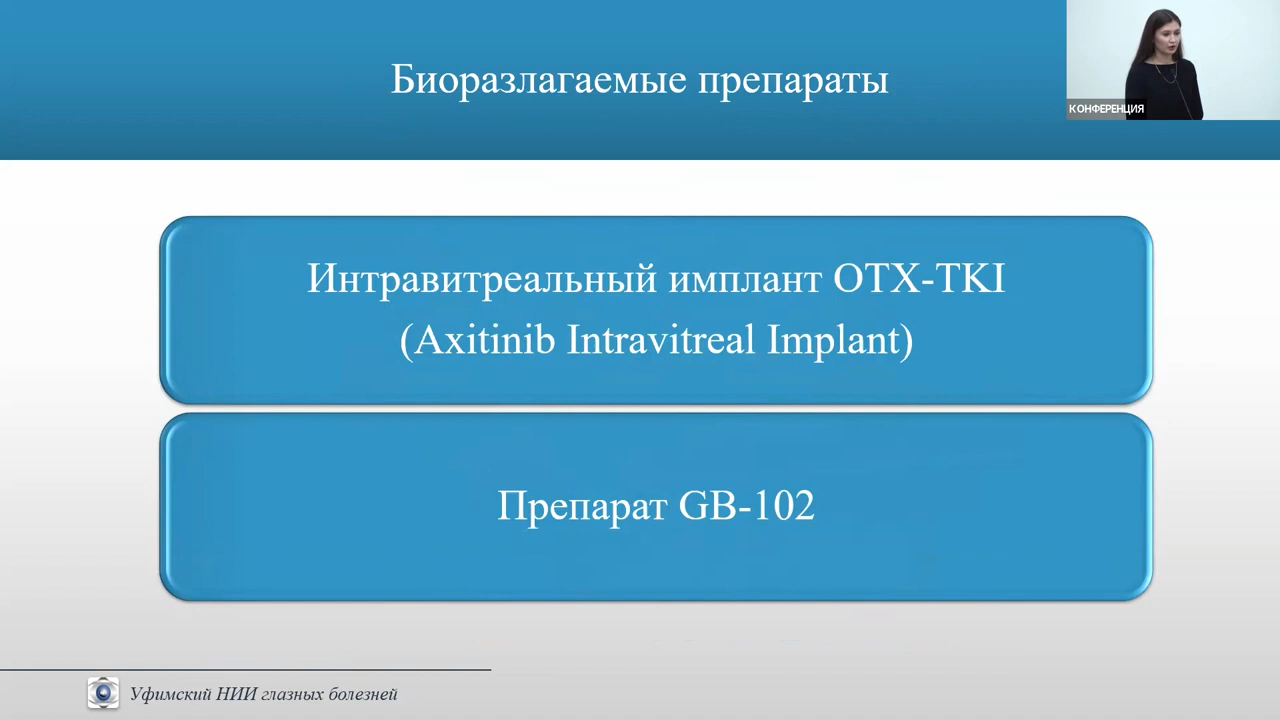 Биоразлагаемые препараты
КОНФЕРЕНЦИЯ
Интравитреальный имплант OTX-TKI
(Axitinib Intravitreal Implant)
Препарат GB-102
Уфимский НИИ глазных болезней